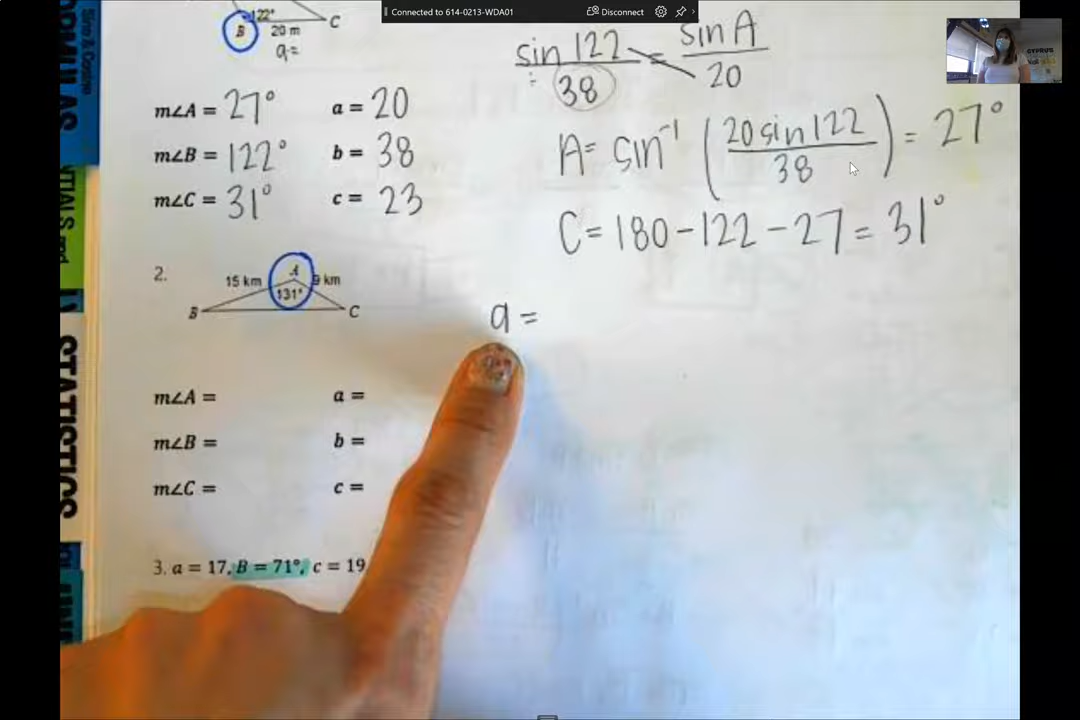 Connected to 614-0213-WDA01 Disconnect
Sine & Cosine
STATISTICS
122°
B 20 m C
a=
sin 122 = sin A
÷ 38 20
m∠A = 27° a = 20
m∠B = 122° b = 38
m∠C = 31° c = 23
A = sin⁻¹ (20 sin 122 / 38) = 27°
C = 180 - 122 - 27 = 31°
2.
15 km A 9 km
131°
B C
a =
m∠A = a =
m∠B = b =
m∠C = c =
3. a = 17, B = 71°, c = 19